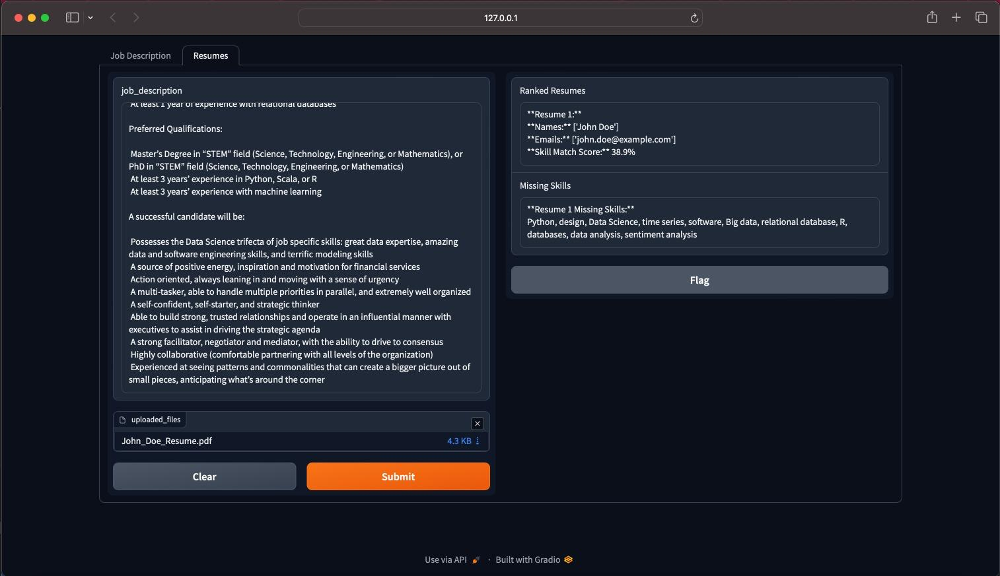 127.0.0.1
Job Description
Resumes
job_description
At least 1 year of experience with relational databases
Preferred Qualifications:
Master’s Degree in “STEM” field (Science, Technology, Engineering, or Mathematics), or
PhD in “STEM” field (Science, Technology, Engineering, or Mathematics)
At least 3 years’ experience in Python, Scala, or R
At least 3 years’ experience with machine learning
A successful candidate will be:
Possesses the Data Science trifecta of job specific skills: great data expertise, amazing
data and software engineering skills, and terrific modeling skills
A source of positive energy, inspiration and motivation for financial services
Action oriented, always leaning in and moving with a sense of urgency
A multi-tasker, able to handle multiple priorities in parallel, and extremely well organized
A self-confident, self-starter, and strategic thinker
Able to build strong, trusted relationships and operate in an influential manner with
executives to assist in driving the strategic agenda
A strong facilitator, negotiator and mediator, with the ability to drive to consensus
Highly collaborative (comfortable partnering with all levels of the organization)
Experienced at seeing patterns and commonalities that can create a bigger picture out of
small pieces, anticipating what’s around the corner
uploaded_files
John_Doe_Resume.pdf
4.3 KB ⇣
Clear
Submit
Ranked Resumes
**Resume 1:**
**Names:** ['John Doe']
**Emails:** ['john.doe@example.com']
**Skill Match Score:** 38.9%
Missing Skills
**Resume 1 Missing Skills:**
Python, design, Data Science, time series, software, Big data, relational database, R,
databases, data analysis, sentiment analysis
Flag
Use via API · Built with Gradio